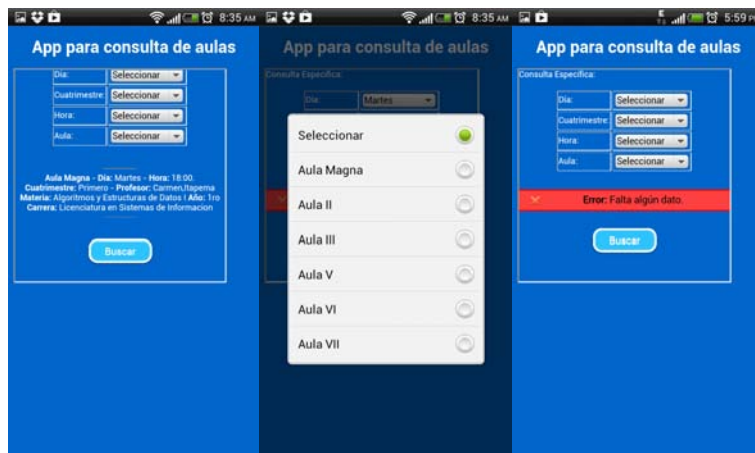 8:35 AM
App para consulta de aulas
Día: Seleccionar
Cuatrimestre: Seleccionar
Hora: Seleccionar
Aula: Seleccionar
Aula Magna - Día: Martes - Hora: 18:00.
Cuatrimestre: Primero - Profesor: Carmen,Itapema
Materia: Algoritmos y Estructuras de Datos I Año: 1ro
Carrera: Licenciatura en Sistemas de Informacion
Buscar
8:35 AM
App para consulta de aulas
Consulta Específica:
Día: Martes
Seleccionar
Aula Magna
Aula II
Aula III
Aula V
Aula VI
Aula VII
5:59 P
App para consulta de aulas
Consulta Específica:
Día: Seleccionar
Cuatrimestre: Seleccionar
Hora: Seleccionar
Aula: Seleccionar
Error: Falta algún dato.
Buscar